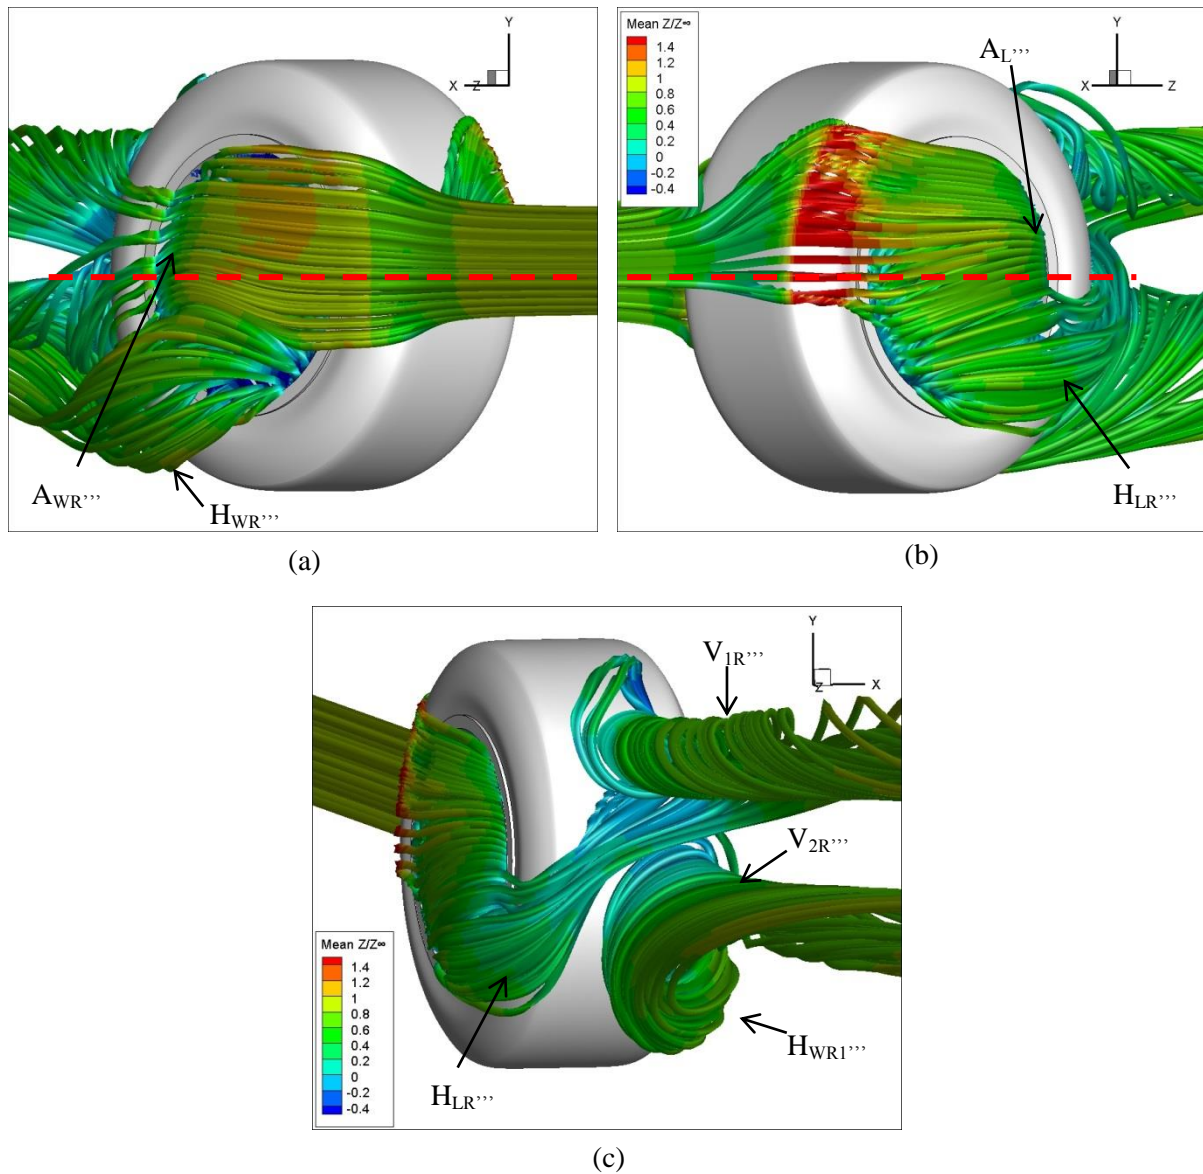 Y
X Z
A_WR'''
H_WR'''
(a)
Mean Z/Z∞
1.4
1.2
1
0.8
0.6
0.4
0.2
0
-0.2
-0.4
Y
X Z
A_L'''
H_LR'''
(b)
Y
Z X
V_1R'''
V_2R'''
H_WR1'''
H_LR'''
Mean Z/Z∞
1.4
1.2
1
0.8
0.6
0.4
0.2
0
-0.2
-0.4
(c)